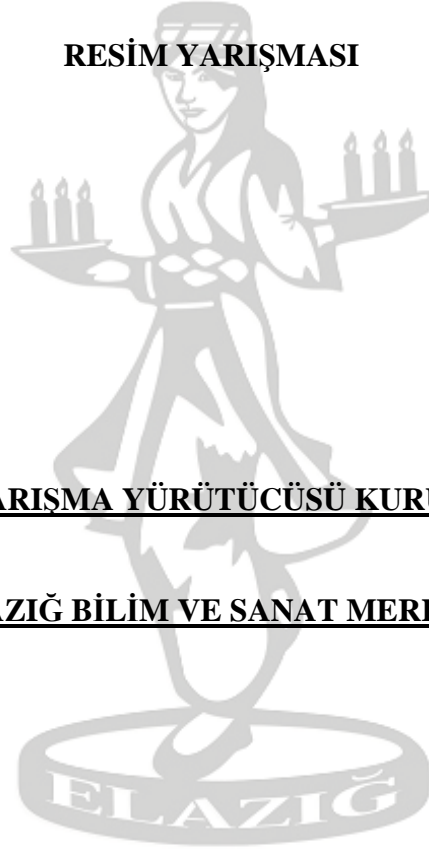 RESİM YARIŞMASI
ARIŞMA YÜRÜTÜCÜSÜ KURU
AZIĞ BİLİM VE SANAT MERK
ELAZIĞ